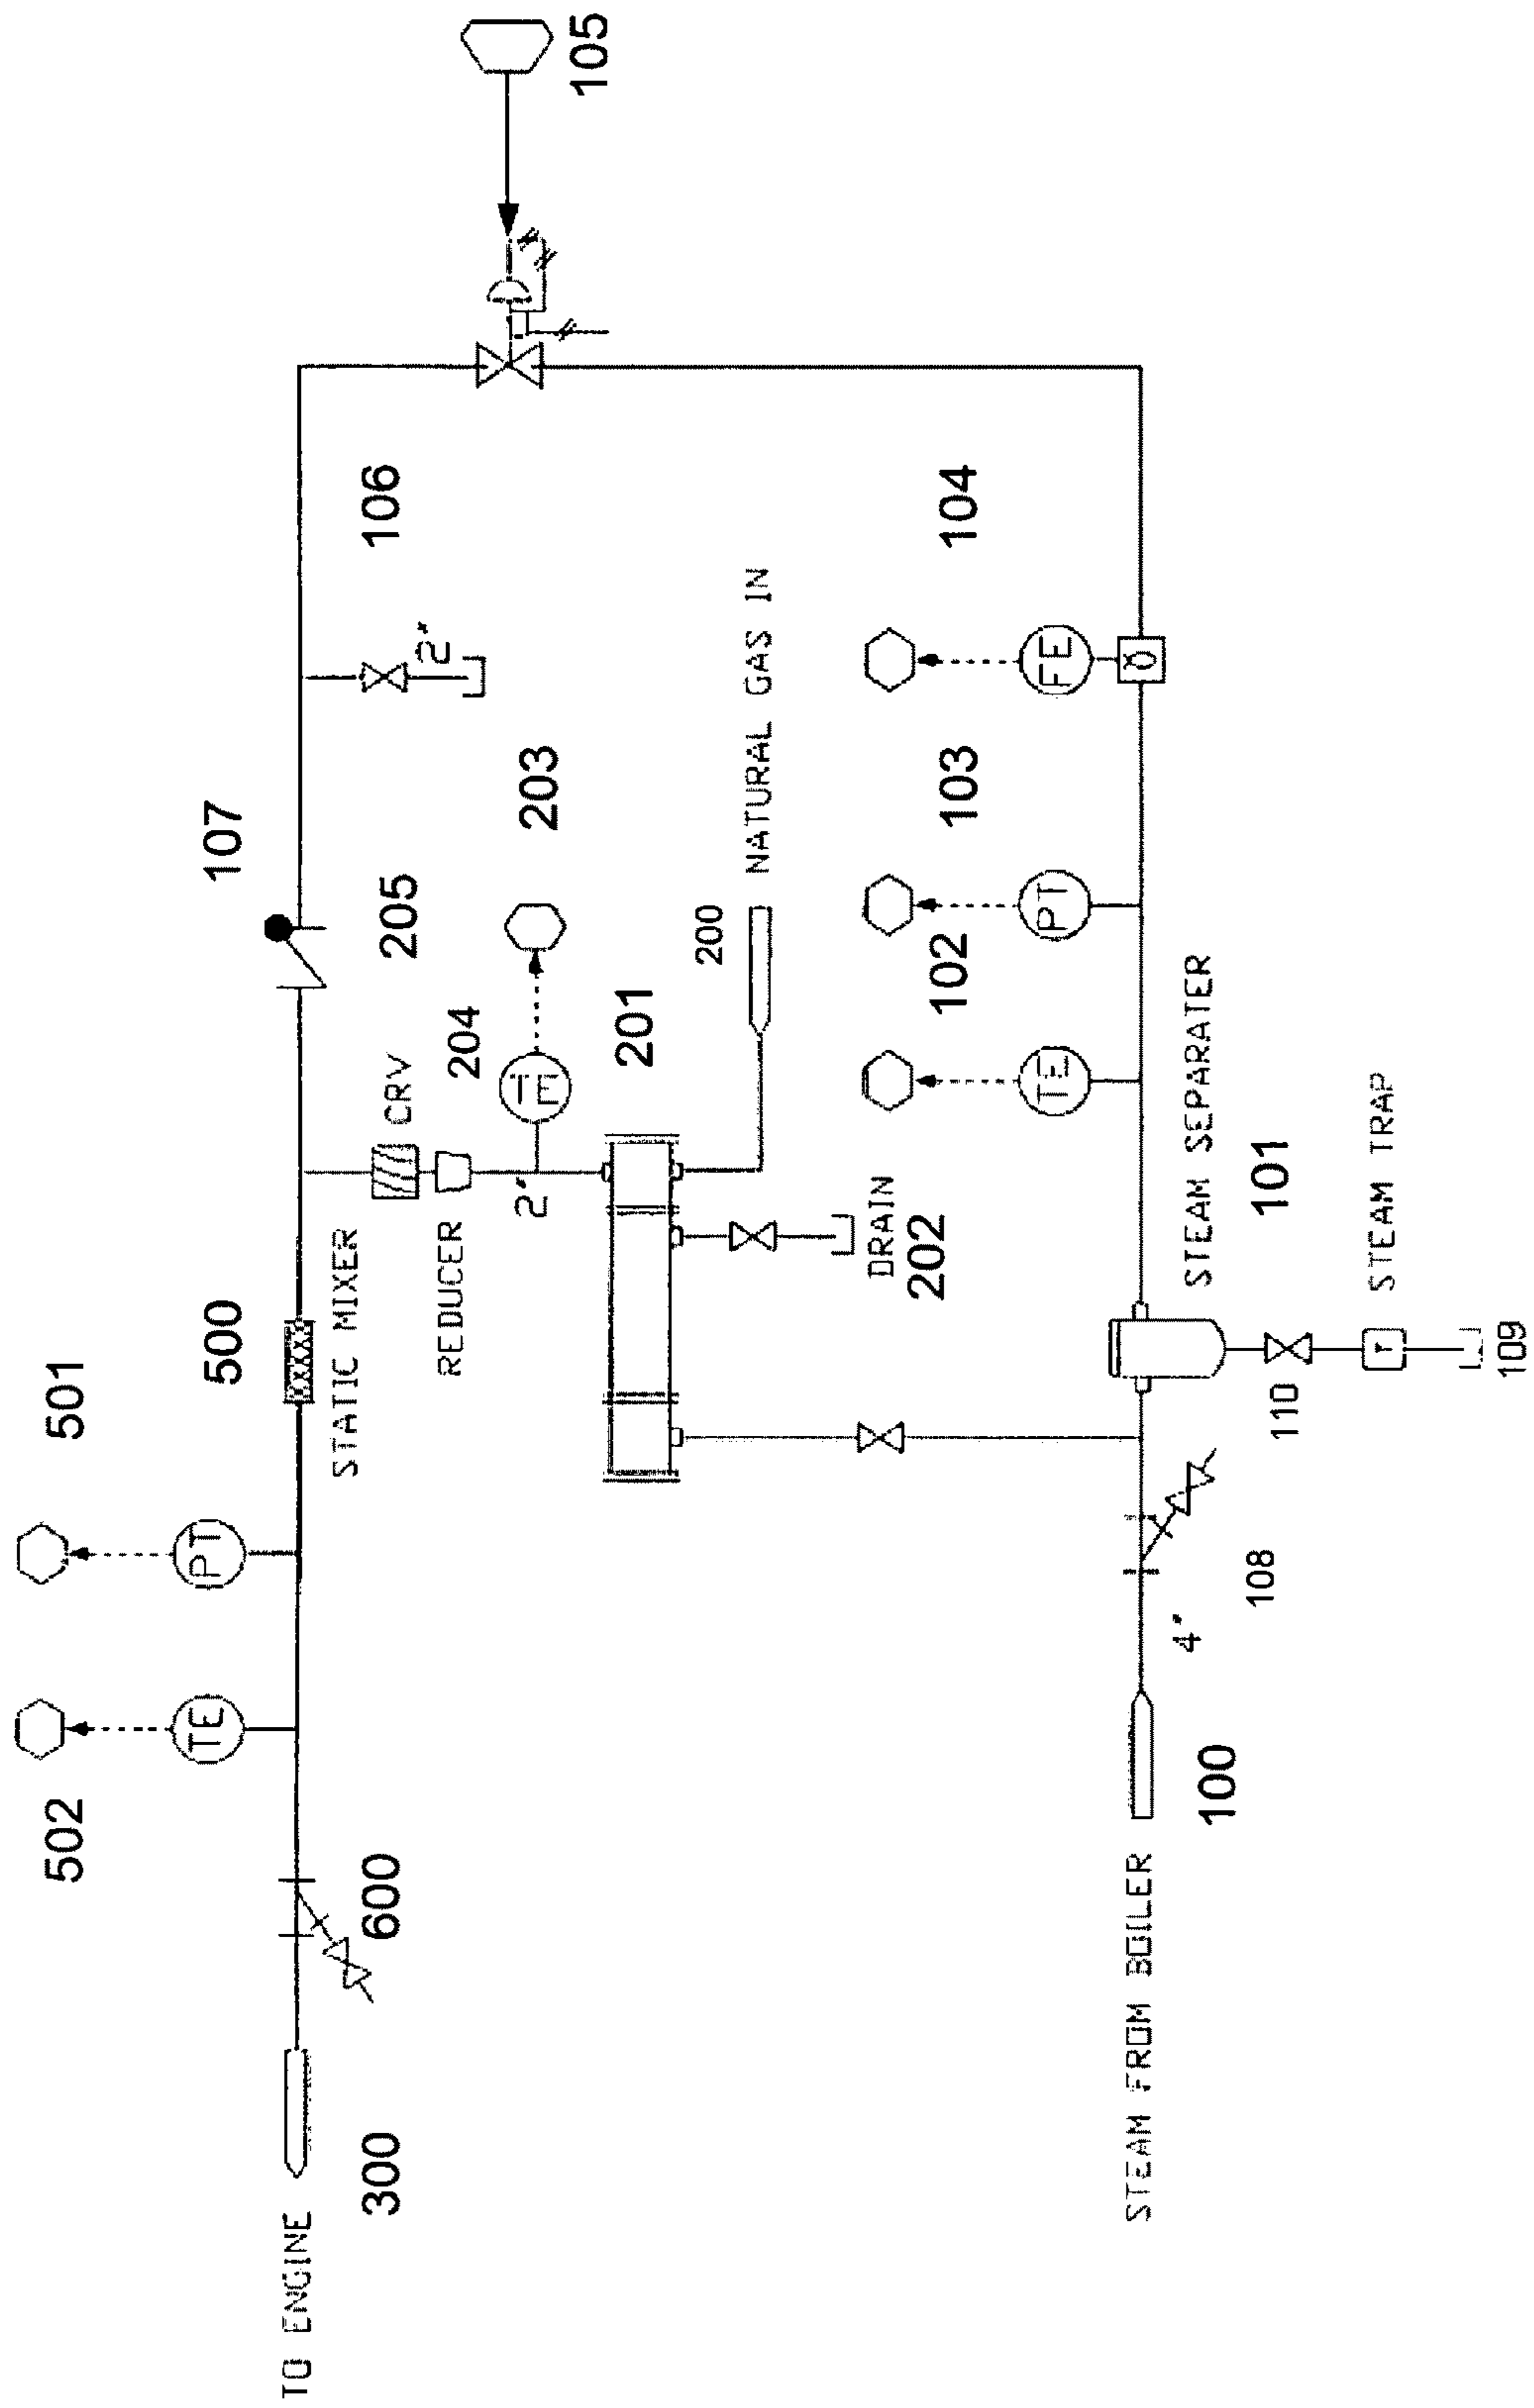 502
501
TE
PT
500
107
TO ENGINE
STATIC MIXER
300
600
CRV
205
106
REDUCER
204
2"
2"
TE
203
105
201
200
NATURAL GAS IN
DRAIN
202
102
103
104
TE
PT
FE
STEAM FROM BOILER
4"
STEAM SEPARATER
100
108
101
110
STEAM TRAP
109